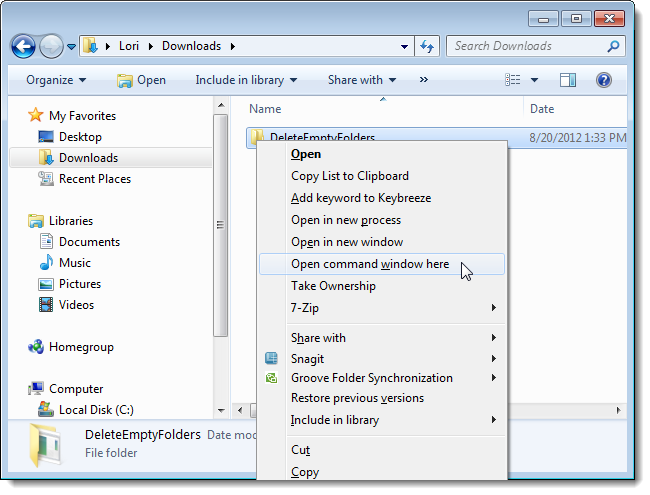 Lori Downloads
Search Downloads
Organize Open Include in library Share with »
Name Date
My Favorites
Desktop
Downloads
Recent Places
Libraries
Documents
Music
Pictures
Videos
Homegroup
Computer
Local Disk (C:)
DeleteEmptyFolders 8/20/2012 1:33 PM
Open
Copy List to Clipboard
Add keyword to Keybreeze
Open in new process
Open in new window
Open command window here
Take Ownership
7-Zip
Share with
Snagit
Groove Folder Synchronization
Restore previous versions
Include in library
Cut
Copy
DeleteEmptyFolders Date mod
File folder